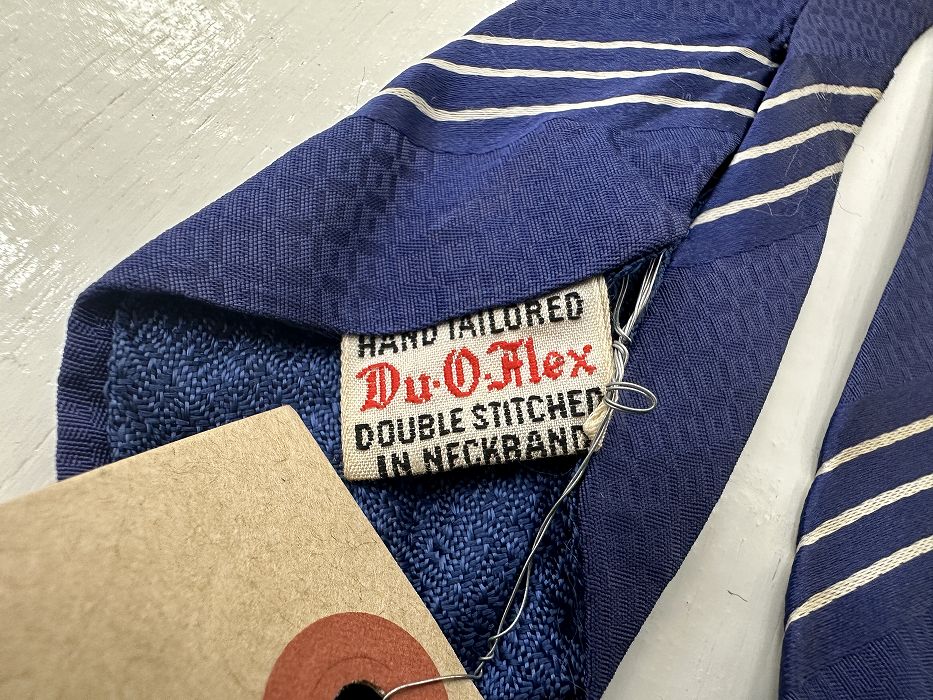 HAND TAILORED
Du-O-Flex
DOUBLE STITCHED
IN NECKBAND